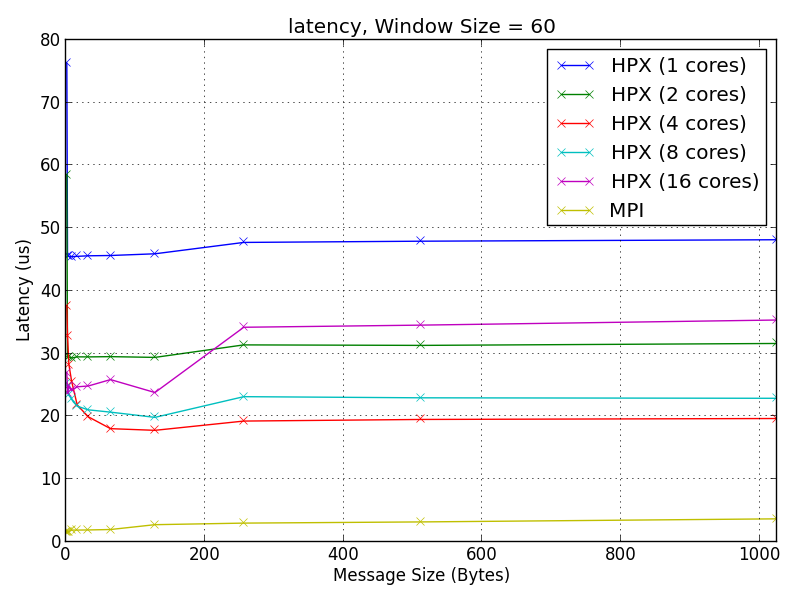 latency, Window Size = 60
80
70
60
50
40
30
20
10
0
Latency (us)
HPX (1 cores)
HPX (2 cores)
HPX (4 cores)
HPX (8 cores)
HPX (16 cores)
MPI
0 200 400 600 800 1000
Message Size (Bytes)